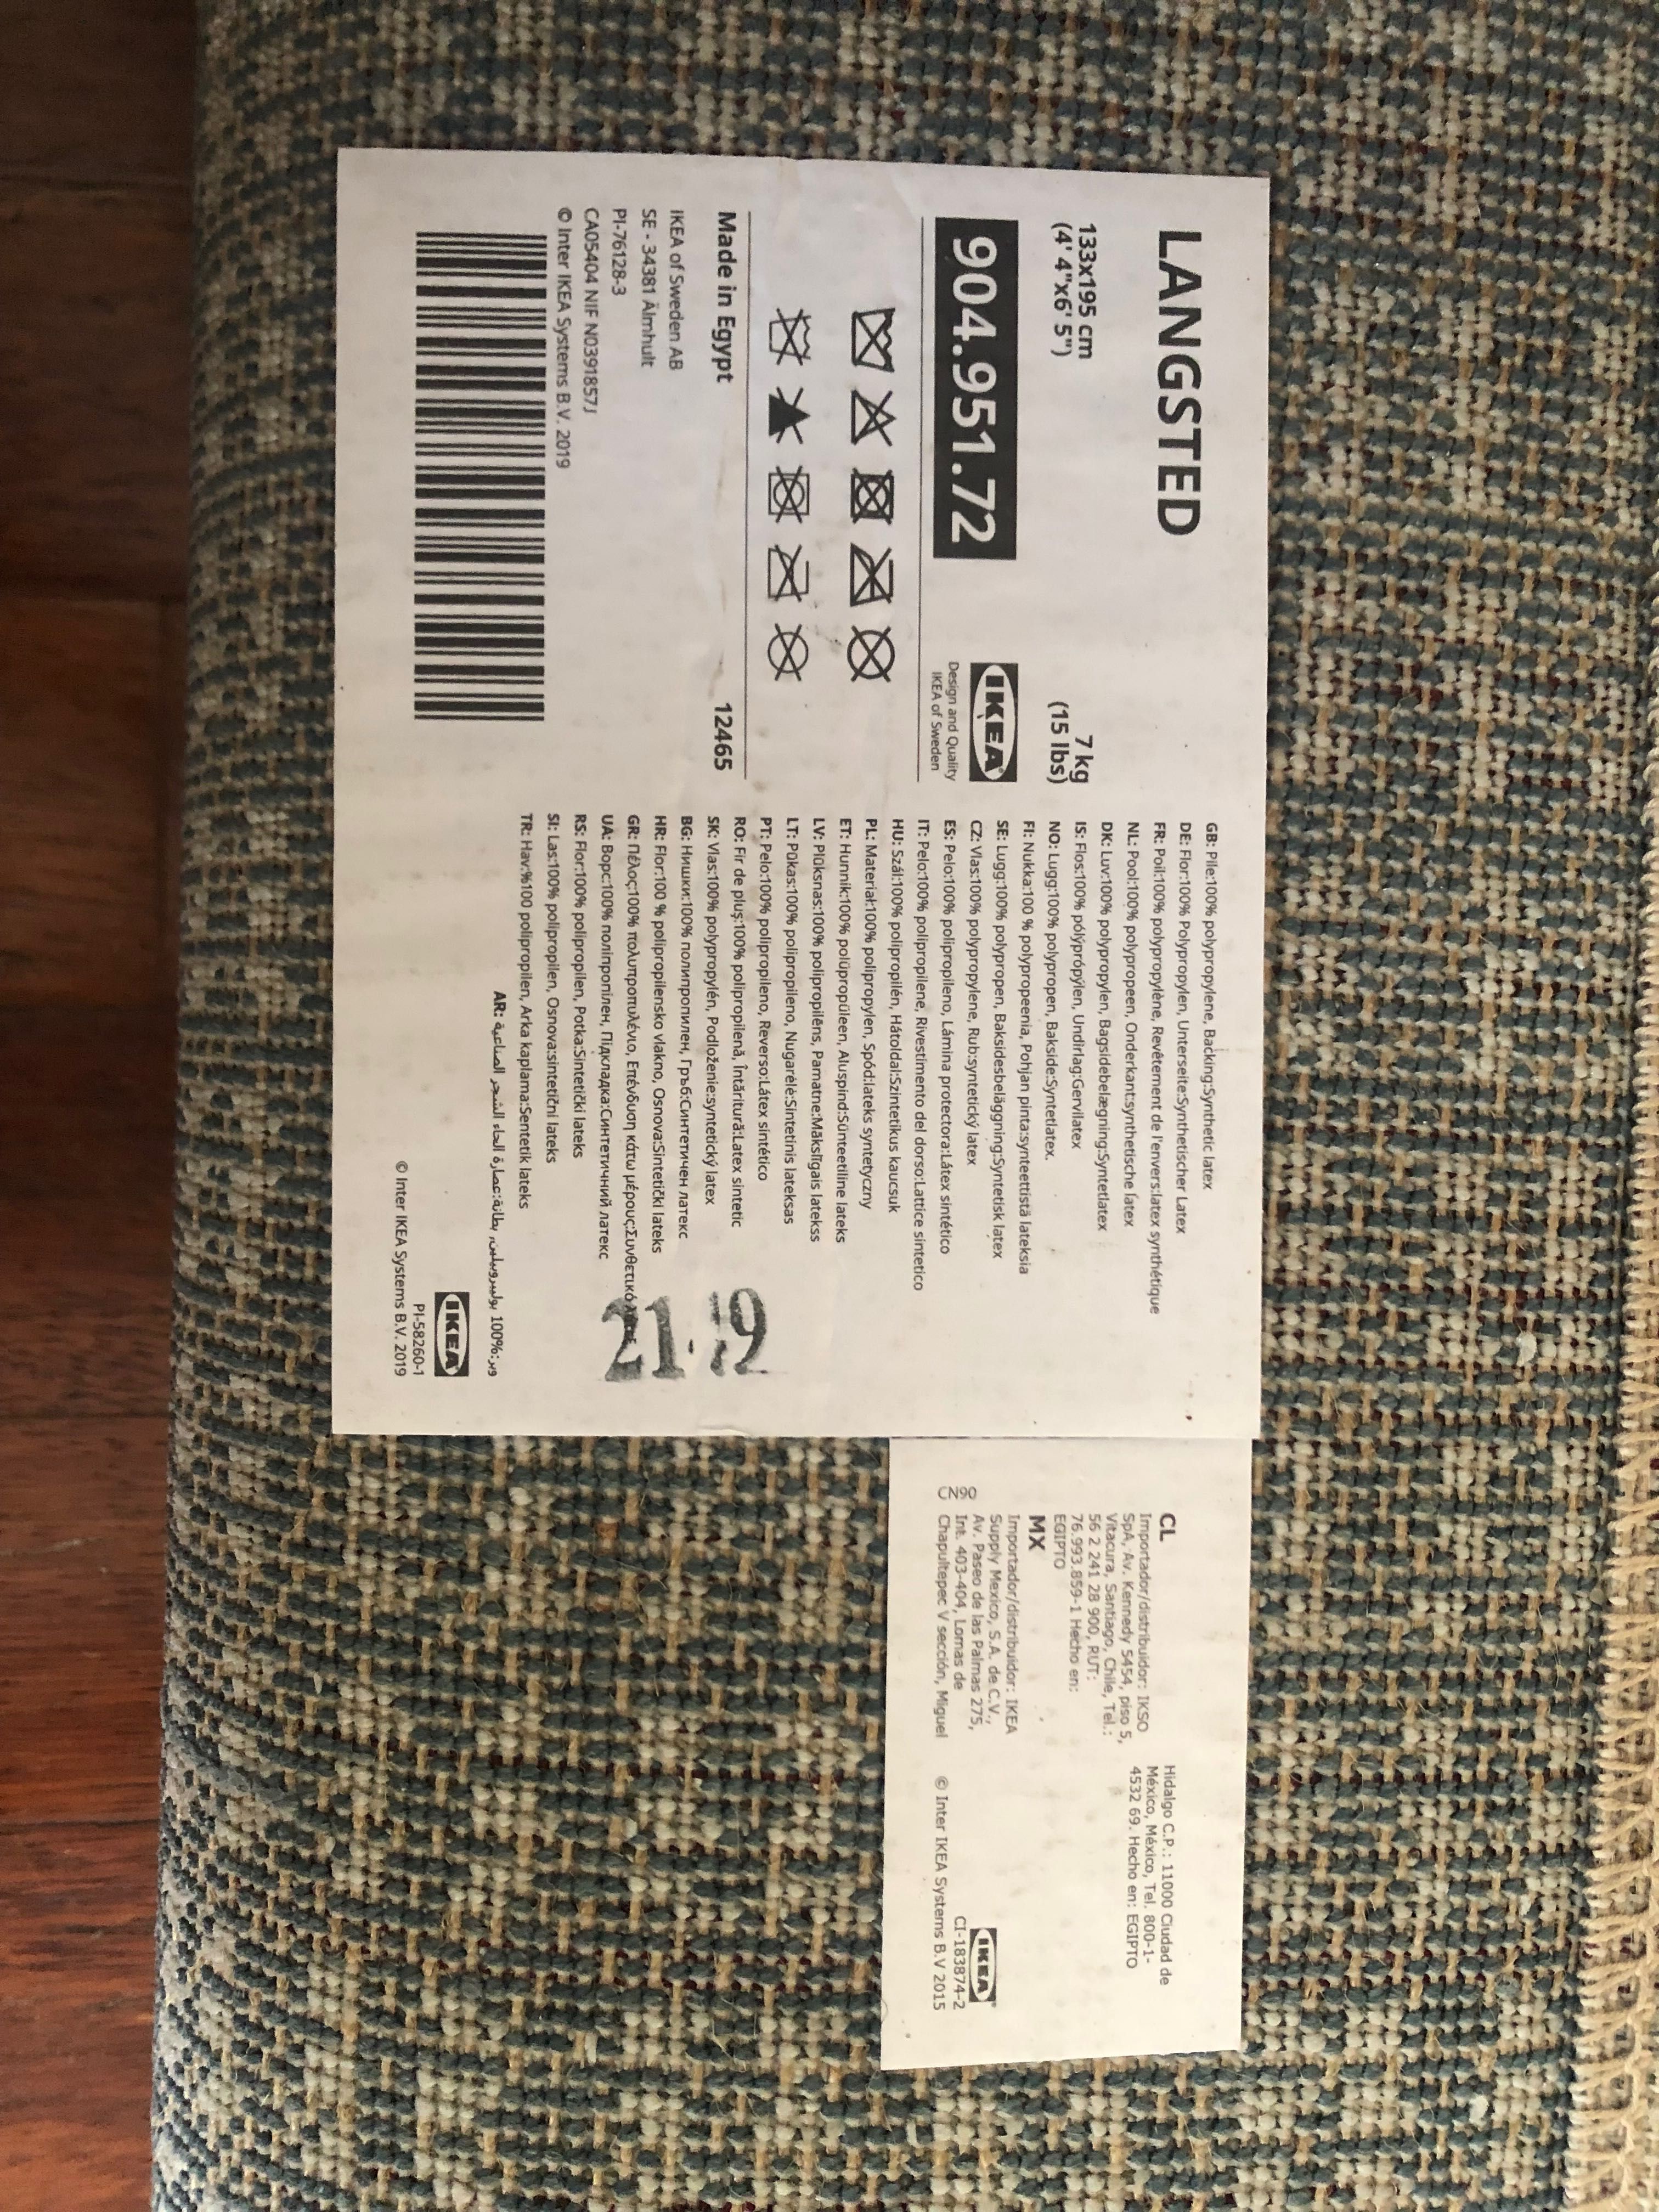 LANGSTED
133x195 cm
(4' 4"x6' 5")
7 kg
(15 lbs)
904.951.72
IKEA
Design and Quality
IKEA of Sweden
Made in Egypt
12465
IKEA of Sweden AB
SE - 34381 Älmhult
PI-76128-3
CA05404 NIF N0391857J
© Inter IKEA Systems B.V. 2019
GB: Pile:100% polypropylene, Backing:Synthetic latex
DE: Flor:100% Polypropylen, Unterseite:Synthetischer Latex
FR: Poil:100% polypropylène, Revêtement de l'envers:latex synthétique
NL: Pool:100% polypropeen, Onderkant:synthetische latex
DK: Luv:100% polypropylen, Bagsidebelægning:Syntetlatex
IS: Flos:100% pólýprópýlen, Undirlag:Gervilatex
NO: Lugg:100% polypropen, Bakside:Syntetlatex.
FI: Nukka:100 % polypropeenia, Pohjan pinta:synteettistä lateksia
SE: Lugg:100% polypropen, Baksidesbeläggning:Syntetisk latex
CZ: Vlas:100% polypropylene, Rub:syntetický latex
ES: Pelo:100% polipropileno, Lámina protectora:Látex sintético
IT: Pelo:100% polipropilene, Rivestimento del dorso:Lattice sintetico
HU: Szál:100% polipropilén, Hátoldal:Szintetikus kaucsuk
PL: Materiał:100% polipropylen, Spód:lateks syntetyczny
ET: Hunnik:100% polüpropüleen, Aluspind:Sünteetiline lateks
LV: Plūksnas:100% polipropilēns, Pamatne:Mākslīgais latekss
LT: Pūkas:100% polipropileno, Nugarėlė:Sintetinis lateksas
PT: Pelo:100% polipropileno, Reverso:Látex sintético
RO: Fir de pluş:100% polipropilenă, Întăritură:Latex sintetic
SK: Vlas:100% polypropylén, Podloženie:syntetický latex
BG: Нишки:100% полипропилен, Гръб:Синтетичен латекс
HR: Flor:100 % polipropilensko vlakno, Osnova:Sintetički lateks
GR: Πέλος:100% πολυπροπυλένιο, Επένδυση κάτω μέρους:Συνθετικό
UA: Ворс:100% поліпропілен, Підкладка:Синтетичний латекс
RS: Flor:100% polipropilen, Potka:Sintetički lateks
SI: Las:100% polipropilen, Osnova:sintetični lateks
TR: Hav:%100 polipropilen, Arka kaplama:Sentetik lateks
AR: وبر:%100 بوليبروبيلين, بطانة:عصارة لحاء الشجر الصناعية
21
IKEA
PI-58260-1
© Inter IKEA Systems B.V. 2019
CL
Importador/distribuidor: IKSO
SpA, Av. Kennedy 5454, piso 5,
Vitacura, Santiago, Chile, Tel.:
56 2 241 28 900, RUT:
76.993.859-1 Hecho en::
EGIPTO
MX
Importador/distribuidor: IKEA
Supply Mexico, S.A. de C.V.,
Av. Paseo de las Palmas 275,
Int. 403-404, Lomas de
Chapultepec V sección, Miguel
CN90
Hidalgo C.P.: 11000 Ciudad de
México, México, Tel. 800-1-
4532 69. Hecho en: EGIPTO
IKEA
CI-183874-2
© Inter IKEA Systems B.V 2015